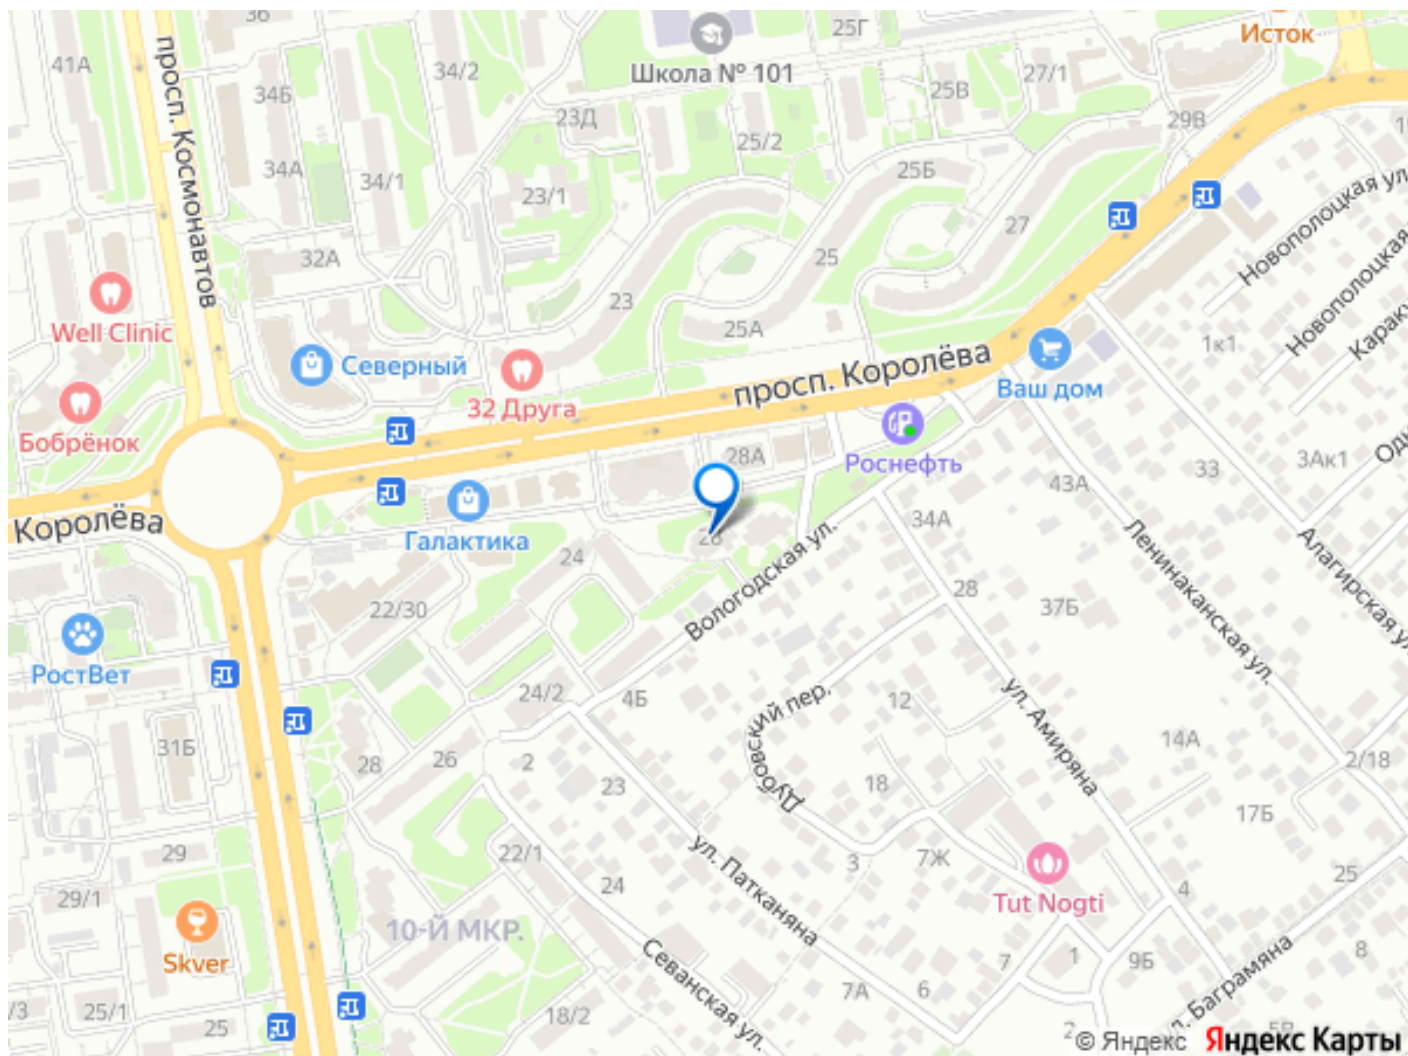 36
25Г
Исток
41А
просп. Космонавтов
34/2
Школа № 101
27/1
34Б
23Д
25В
29В
25/2
34А
34/1
23/1
25Б
Новополоцкая ул.
27
32А
25
Новополоцкая
Well Clinic
23
25А
Караку
1к1
Северный
просп. Королёва
32 Друга
Ваш дом
Бобрёнок
28А
Роснефть
33
3Ак1
43А
Королёва
Галактика
24
34А
Вологодская ул.
Ленинаканская ул.
Алагирская ул.
22/30
28
37Б
РостВет
24/2
4Б
Дубовский пер.
12
ул. Амиряна
31Б
28
26
2
14А
2/18
23
18
17Б
29
22/1
ул. Патканяна
3
7Ж
25
29/1
24
Tut Nogti
4
10-Й МКР.
Skver
Севанская ул.
7
1
9Б
8
7А
6
л. Баграмяна
/3
25/1
25
18/2
2
© Яндекс Яндекс Карты